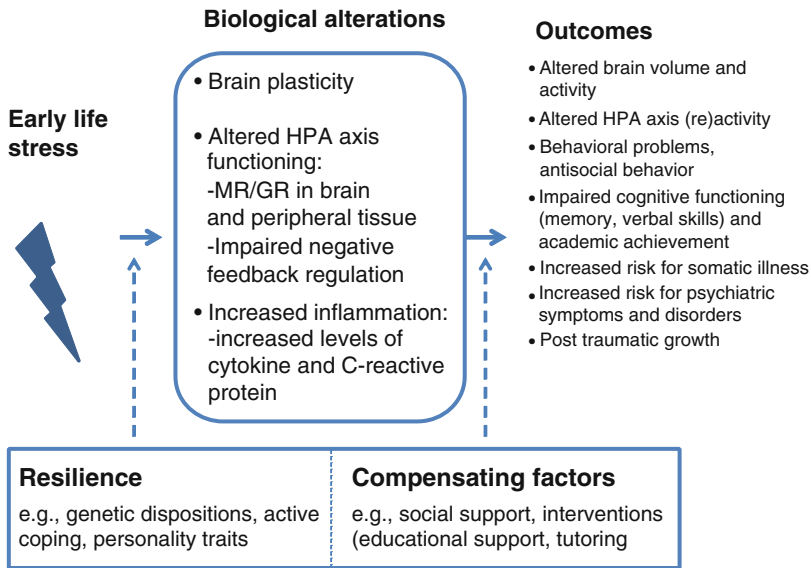 Biological alterations
Early life
stress
• Brain plasticity
• Altered HPA axis
functioning:
-MR/GR in brain
and peripheral tissue
-Impaired negative
feedback regulation
• Increased inflammation:
-increased levels of
cytokine and C-reactive
protein
Outcomes
• Altered brain volume and
activity
• Altered HPA axis (re)activity
• Behavioral problems,
antisocial behavior
• Impaired cognitive functioning
(memory, verbal skills) and
academic achievement
• Increased risk for somatic illness
• Increased risk for psychiatric
symptoms and disorders
• Post traumatic growth
Resilience
e.g., genetic dispositions, active
coping, personality traits
Compensating factors
e.g., social support, interventions
(educational support, tutoring